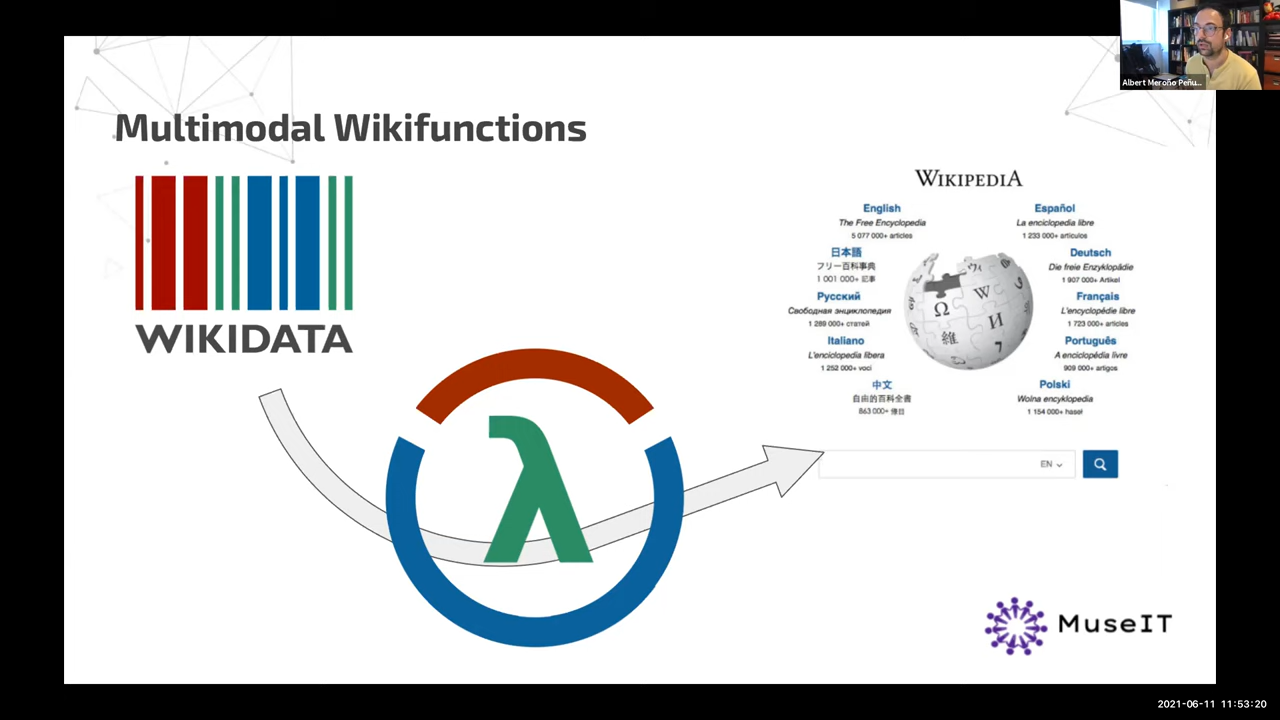 Albert Meroño Peñu...
Multimodal Wikifunctions
WIKIDATA
λ
WIKIPEDIA
English
The Free Encyclopedia
5 077 000+ articles
Español
La enciclopedia libre
1 233 000+ artículos
日本語
フリー百科事典
1 001 000+ 記事
Deutsch
Die freie Enzyklopädie
1 907 000+ Artikel
Русский
Свободная энциклопедия
1 289 000+ статей
Français
L'encyclopédie libre
1 723 000+ articles
Italiano
L'enciclopedia libera
1 252 000+ voci
Português
A enciclopédia livre
909 000+ artigos
中文
自由的百科全書
863 000+ 條目
Polski
Wolna encyklopedia
1 154 000+ haseł
Ω
W
И
維
EN
MuseIT
2021-06-11 11:53:20